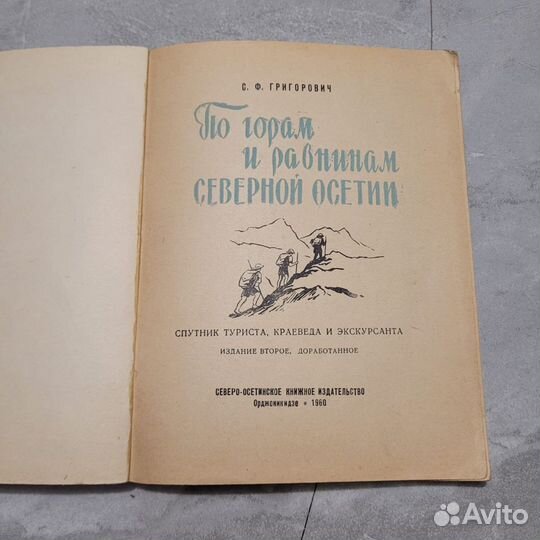 С. Ф. ГРИГОРОВИЧ
По горам
и равнинам
СЕВЕРНОЙ ОСЕТИИ
СПУТНИК ТУРИСТА, КРАЕВЕДА И ЭКСКУРСАНТА
ИЗДАНИЕ ВТОРОЕ, ДОРАБОТАННОЕ
СЕВЕРО-ОСЕТИНСКОЕ КНИЖНОЕ ИЗДАТЕЛЬСТВО
Орджоникидзе • 1960
Avito